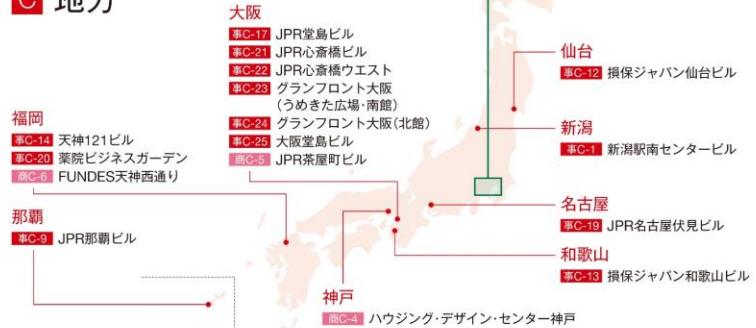 C 地方
大阪
事C-17 JPR堂島ビル
事C-21 JPR心斎橋ビル
事C-22 JPR心斎橋ウエスト
事C-23 グランフロント大阪
(うめきた広場・南館)
事C-24 グランフロント大阪(北館)
事C-25 大阪堂島ビル
商C-5 JPR茶屋町ビル
福岡
事C-14 天神121ビル
事C-20 薬院ビジネスガーデン
商C-6 FUNDES天神西通り
那覇
事C-9 JPR那覇ビル
神戸
商C-4 ハウジング・デザイン・センター神戸
仙台
事C-12 損保ジャパン仙台ビル
新潟
事C-1 新潟駅南センタービル
名古屋
事C-19 JPR名古屋伏見ビル
和歌山
事C-13 損保ジャパン和歌山ビル